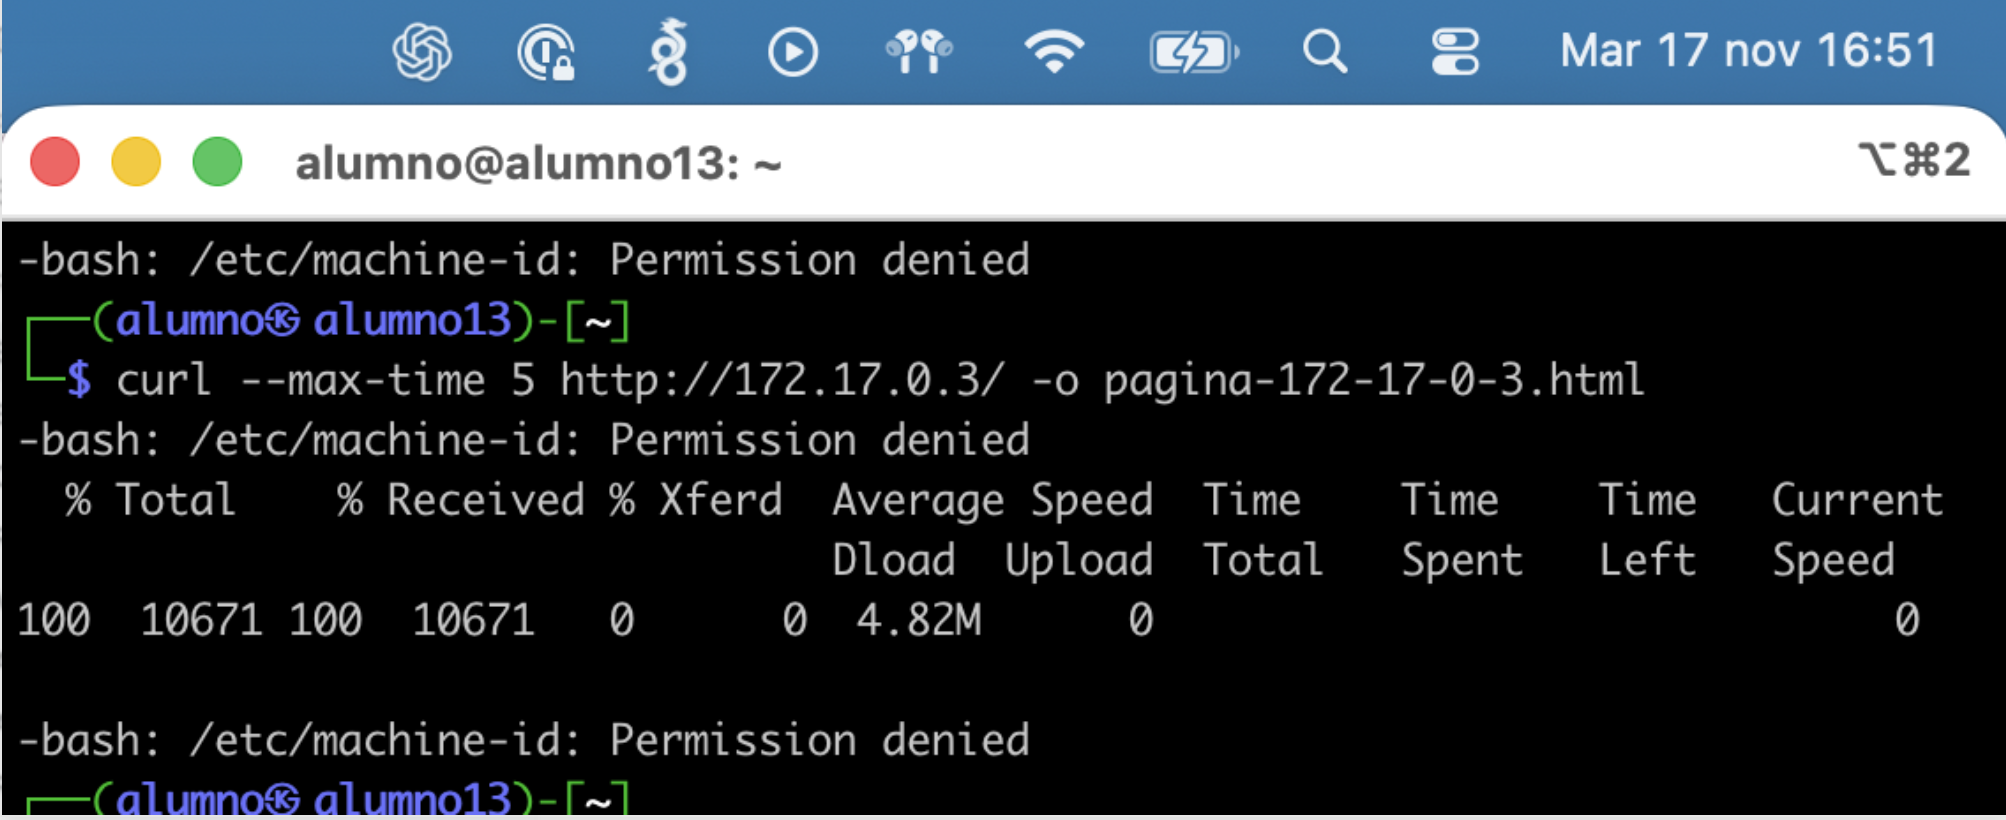 Mar 17 nov 16:51
alumno@alumno13: ~ ⌥⌘2
-bash: /etc/machine-id: Permission denied
┌──(alumno㉿ alumno13)-[~]
└─$ curl --max-time 5 http://172.17.0.3/ -o pagina-172-17-0-3.html
-bash: /etc/machine-id: Permission denied
  % Total    % Received % Xferd  Average Speed  Time    Time    Time   Current
                                 Dload  Upload  Total   Spent   Left   Speed
100  10671 100  10671   0      0  4.82M      0                              0
-bash: /etc/machine-id: Permission denied
┌──(alumno㉿ alumno13)-[~]